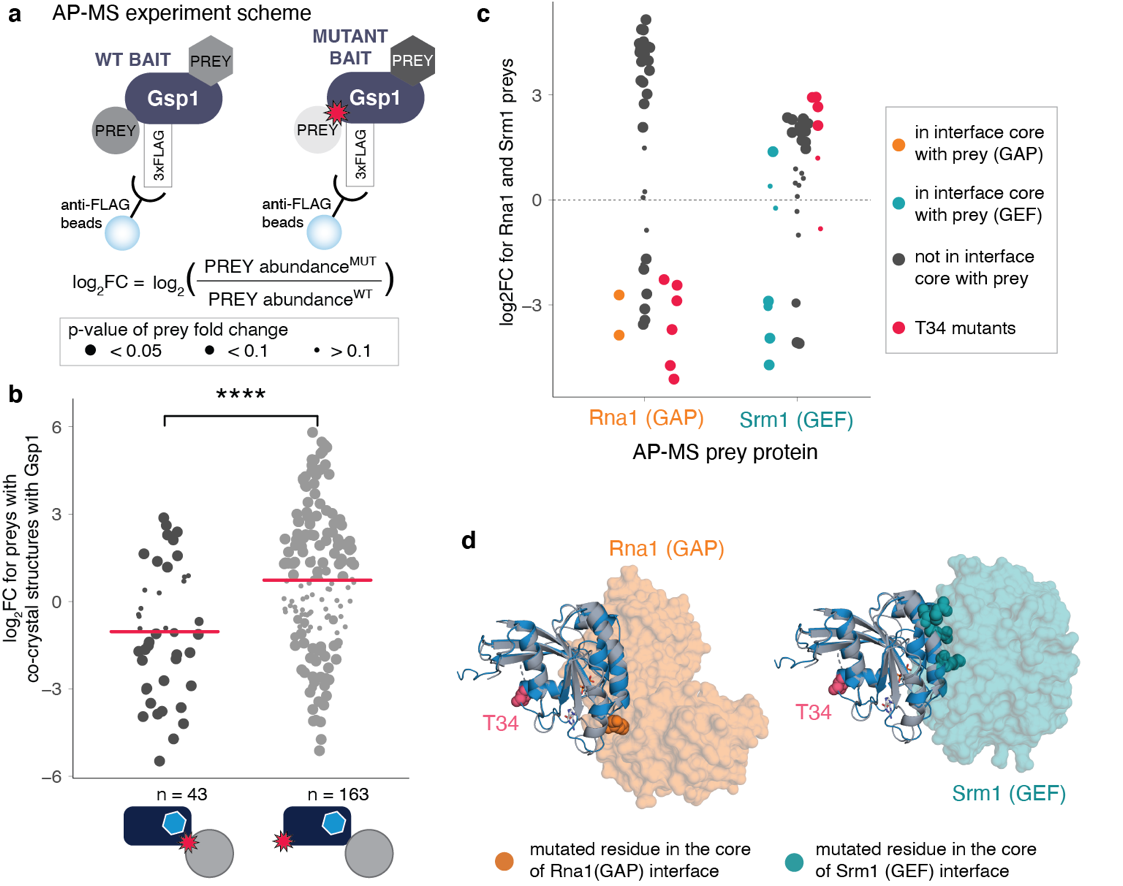 a
AP-MS experiment scheme
WT BAIT
PREY
Gsp1
PREY
3xFLAG
anti-FLAG
beads
MUTANT
BAIT
PREY
Gsp1
PREY
3xFLAG
anti-FLAG
beads
log2FC = log2(PREY abundance^MUT / PREY abundance^WT)
p-value of prey fold change
< 0.05
< 0.1
> 0.1
b
log2FC for preys with
co-crystal structures with Gsp1
****
6
3
0
−3
−6
n = 43
n = 163
c
log2FC for Rna1 and Srm1 preys
3
0
−3
Rna1 (GAP)
Srm1 (GEF)
AP-MS prey protein
in interface core
with prey (GAP)
in interface core
with prey (GEF)
not in interface
core with prey
T34 mutants
d
Rna1 (GAP)
T34
T34
Srm1 (GEF)
mutated residue in the core
of Rna1(GAP) interface
mutated residue in the core
of Srm1 (GEF) interface